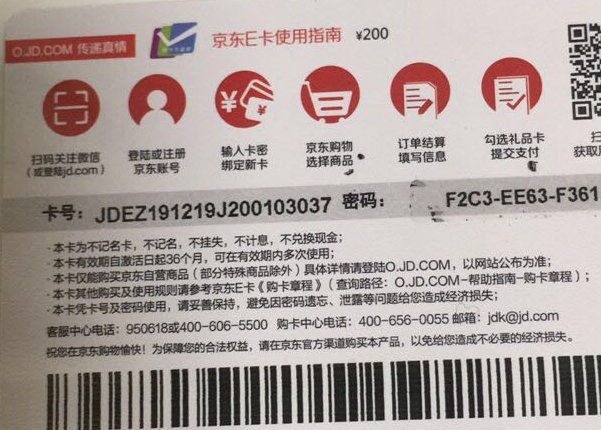 O.JD.COM 传递真情
京东E卡使用指南 ¥200
扫码关注微信
(或登陆jd.com)
登陆或注册
京东账号
输入卡密
绑定新卡
京东购物
选择商品
订单结算
填写信息
勾选礼品卡
提交支付
扫
获取
卡号：JDEZ191219J200103037 密码： F2C3-EE63-F361
·本卡为不记名卡，不记名，不挂失，不计息，不兑换现金；
·本卡有效期自激活日起36个月，可在有效期内多次使用；
·本卡仅能购买京东自营商品（部分特殊商品除外）具体详情请登陆O.JD.COM，以网站公布为准；
·本卡其他购买及使用规则请参考京东E卡《购卡章程》（查询路径：O.JD.COM-帮助指南-购卡章程）；
·本卡凭卡号及密码使用，请妥善保持，避免因密码遗忘、泄露等问题给您造成经济损失；
客服中心电话：950618或400-606-5500 购卡中心电话：400-656-0055 邮箱：jdk@jd.com
祝您在京东购物愉快！为保障您的合法权益，请在京东官方渠道购买本产品，以免给您造成不必要的经济损失。